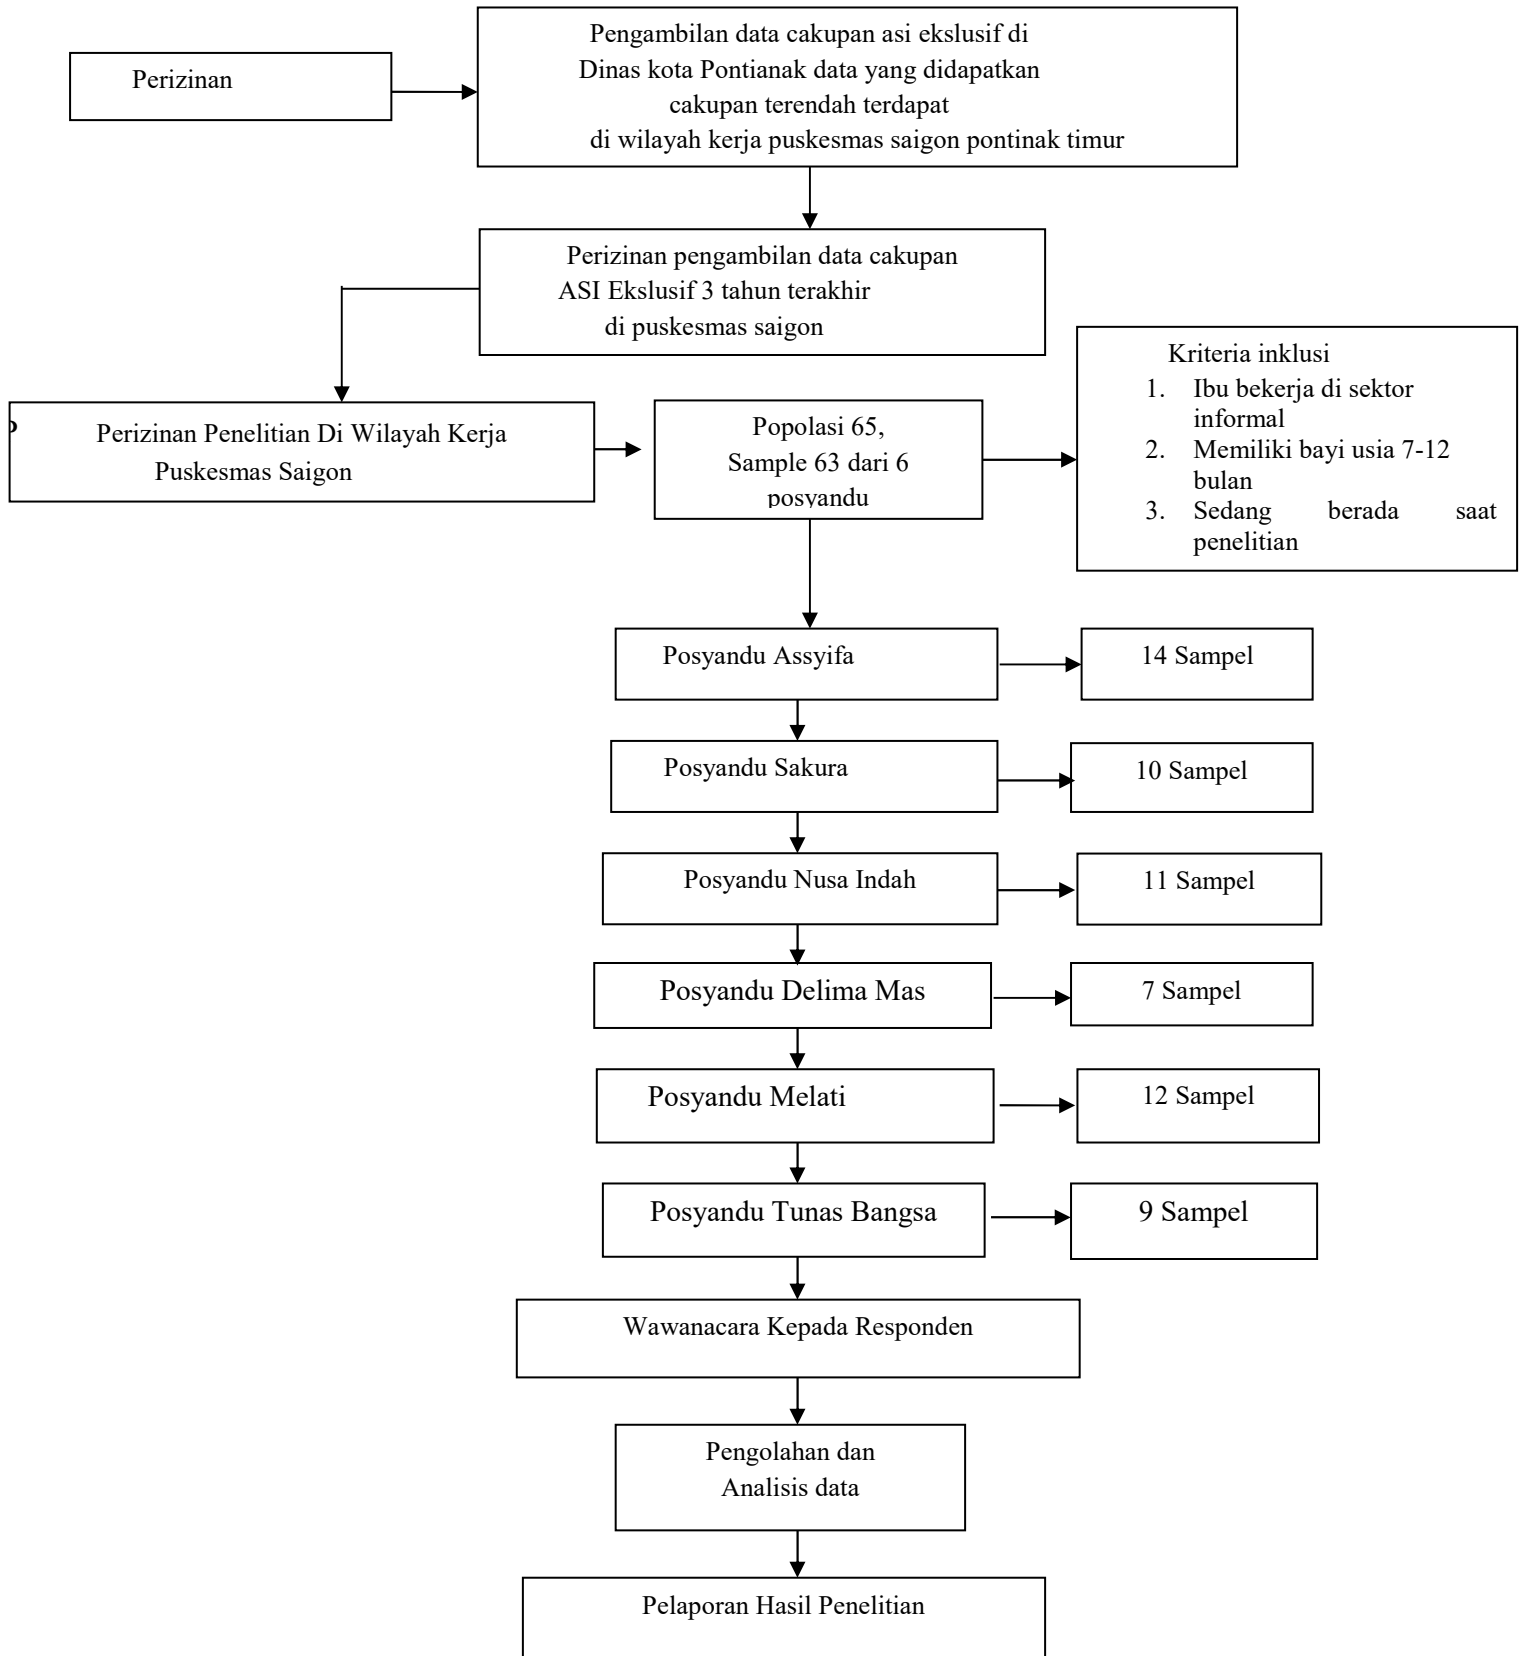 Perizinan
Pengambilan data cakupan asi ekslusif di
Dinas kota Pontianak data yang didapatkan
cakupan terendah terdapat
di wilayah kerja puskesmas saigon pontinak timur
Perizinan pengambilan data cakupan
ASI Ekslusif 3 tahun terakhir
di puskesmas saigon
Perizinan Penelitian Di Wilayah Kerja
Puskesmas Saigon
Popolasi 65,
Sample 63 dari 6
posyandu
Kriteria inklusi
1. Ibu bekerja di sektor
informal
2. Memiliki bayi usia 7-12
bulan
3. Sedang berada saat
penelitian
Posyandu Assyifa
14 Sampel
Posyandu Sakura
10 Sampel
Posyandu Nusa Indah
11 Sampel
Posyandu Delima Mas
7 Sampel
Posyandu Melati
12 Sampel
Posyandu Tunas Bangsa
9 Sampel
Wawanacara Kepada Responden
Pengolahan dan
Analisis data
Pelaporan Hasil Penelitian